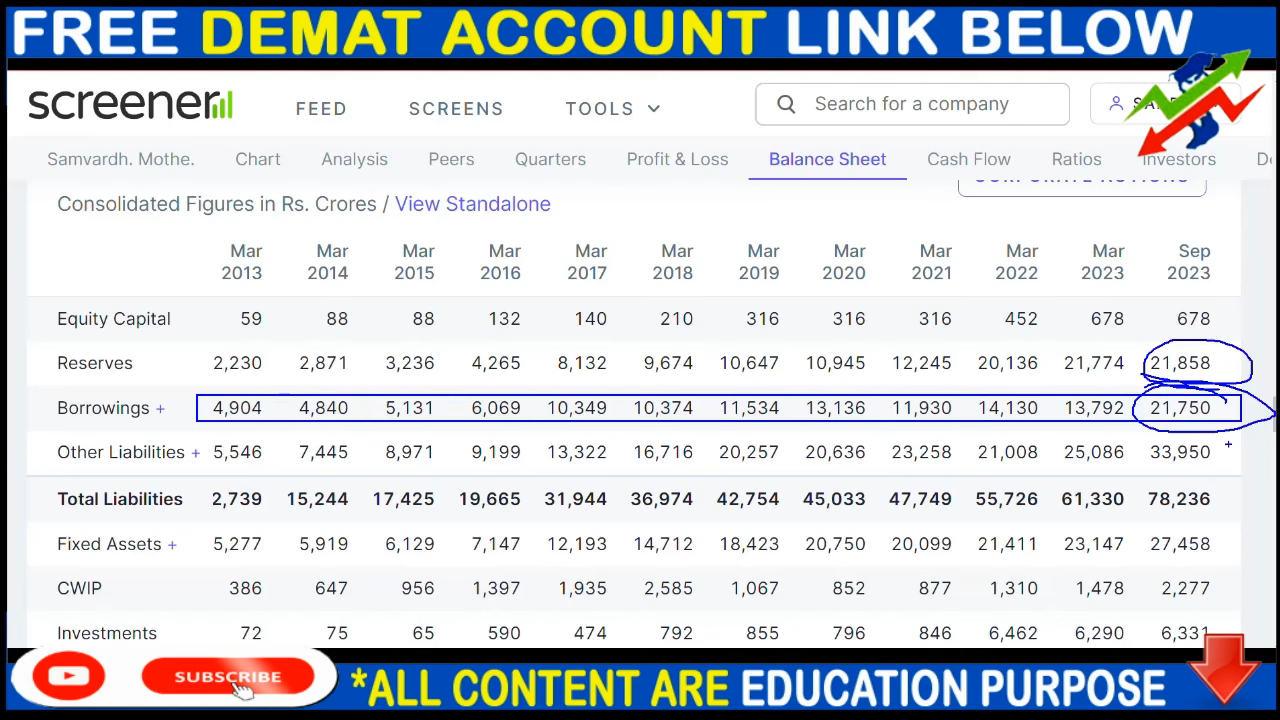 FREE DEMAT ACCOUNT LINK BELOW
screener FEED SCREENS TOOLS Search for a company
Samvardh. Mothe. Chart Analysis Peers Quarters Profit & Loss Balance Sheet Cash Flow Ratios Investors
CORPORATE ACTIONS
Consolidated Figures in Rs. Crores / View Standalone
Mar Mar Mar Mar Mar Mar Mar Mar Mar Mar Mar Sep
2013 2014 2015 2016 2017 2018 2019 2020 2021 2022 2023 2023
Equity Capital 59 88 88 132 140 210 316 316 316 452 678 678
Reserves 2,230 2,871 3,236 4,265 8,132 9,674 10,647 10,945 12,245 20,136 21,774 21,858
Borrowings + 4,904 4,840 5,131 6,069 10,349 10,374 11,534 13,136 11,930 14,130 13,792 21,750
Other Liabilities + 5,546 7,445 8,971 9,199 13,322 16,716 20,257 20,636 23,258 21,008 25,086 33,950
Total Liabilities 2,739 15,244 17,425 19,665 31,944 36,974 42,754 45,033 47,749 55,726 61,330 78,236
Fixed Assets + 5,277 5,919 6,129 7,147 12,193 14,712 18,423 20,750 20,099 21,411 23,147 27,458
CWIP 386 647 956 1,397 1,935 2,585 1,067 852 877 1,310 1,478 2,277
Investments 72 75 65 590 474 792 855 796 846 6,462 6,290 6,331
SUBSCRIBE *ALL CONTENT ARE EDUCATION PURPOSE